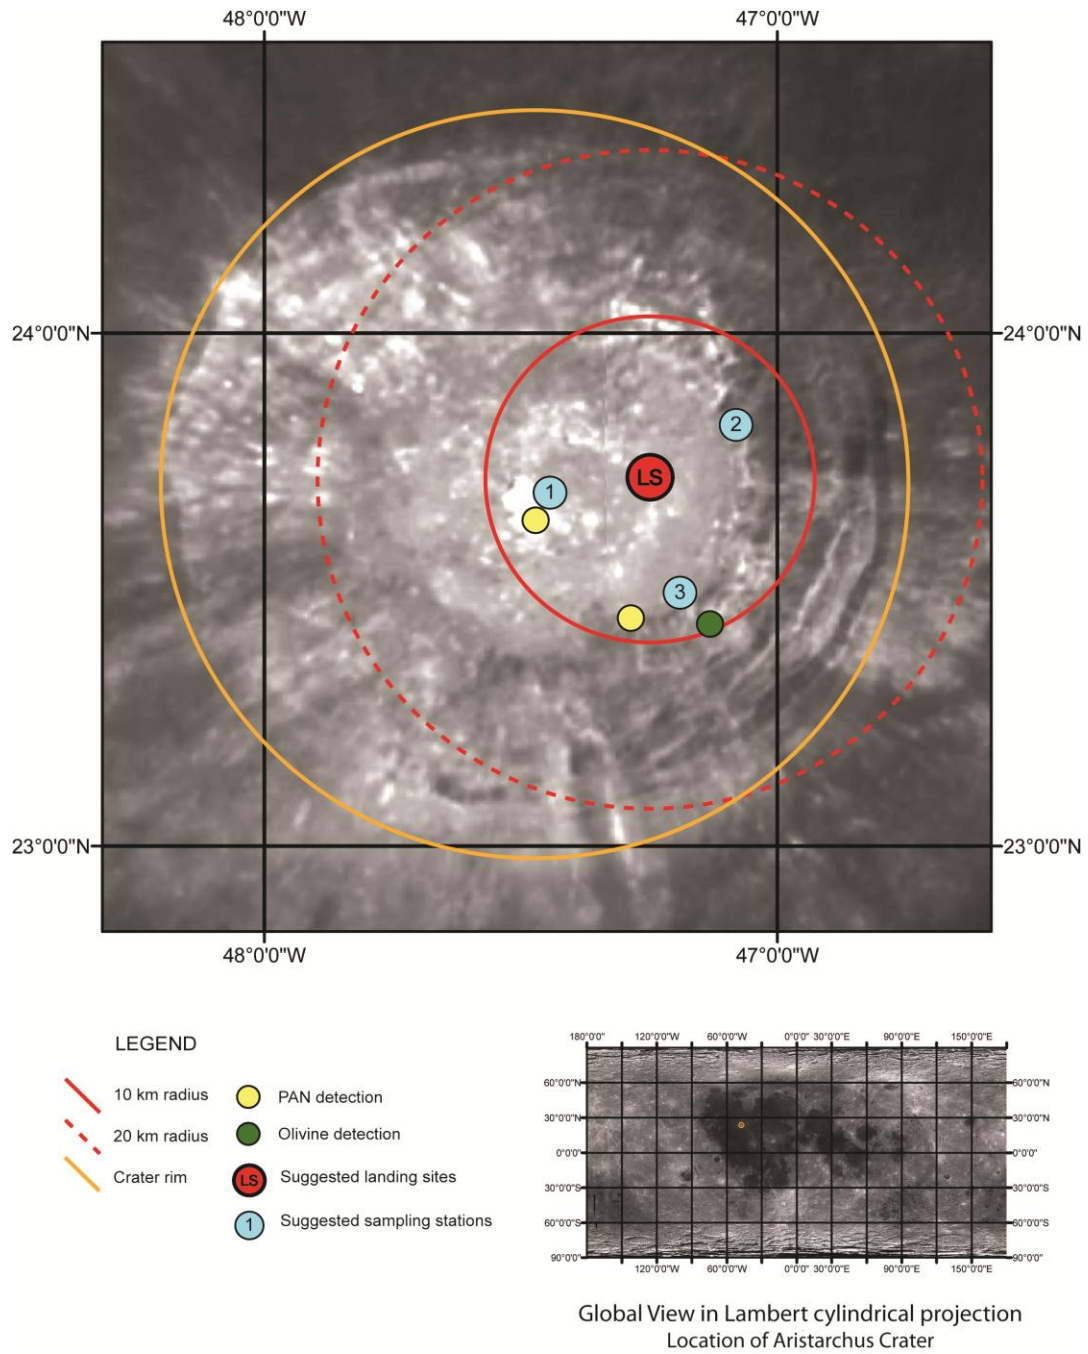 48°0'0"W 47°0'0"W
24°0'0"N 24°0'0"N
2
LS
1
3
23°0'0"N 23°0'0"N
48°0'0"W 47°0'0"W
LEGEND
10 km radius
20 km radius
Crater rim
PAN detection
Olivine detection
LS Suggested landing sites
1 Suggested sampling stations
180°0'0" 120°0'0"W 60°0'0"W 0°0'0" 30°0'0"E 90°0'0"E 150°0'0"E
60°0'0"N 60°0'0"N
30°0'0"N 30°0'0"N
0°0'0" 0°0'0"
30°0'0"S 30°0'0"S
60°0'0"S 60°0'0"S
90°0'0" 90°0'0"
120°0'0"W 60°0'0"W 0°0'0" 30°0'0"E 90°0'0"E 150°0'0"E
Global View in Lambert cylindrical projection
Location of Aristarchus Crater